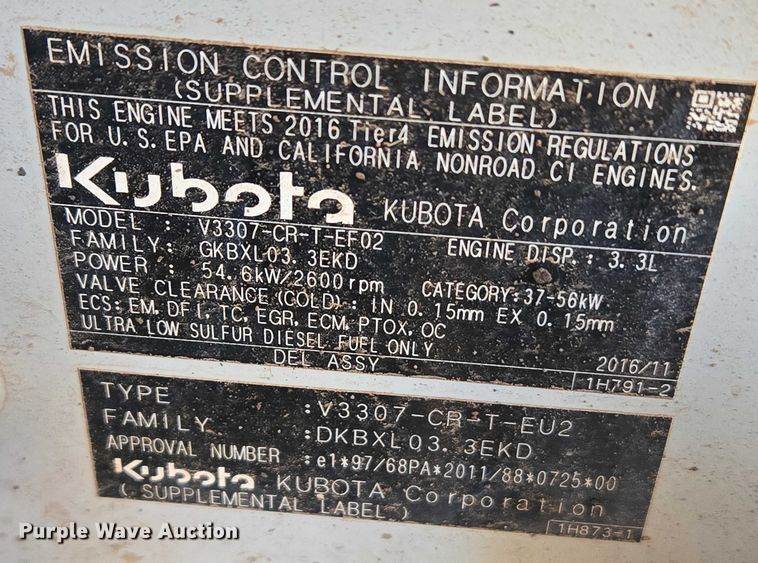 EMISSION CONTROL INFORMATION
(SUPPLEMENTAL LABEL)
THIS ENGINE MEETS 2016 Tier4 EMISSION REGULATIONS
FOR U.S.EPA AND CALIFORNIA NONROAD CI ENGINES.
Kubota KUBOTA Corporation
MODEL : V3307-CR-T-EF02 ENGINE DISP.: 3.3L
FAMILY: GKBXL03.3EKD
POWER : 54.6kW/2600rpm CATEGORY:37-56kW
VALVE CLEARANCE(COLD): IN 0.15mm EX 0.15mm
ECS: EM, DFI, TC, EGR, ECM, PTOX, OC
ULTRA LOW SULFUR DIESEL FUEL ONLY
DEL ASSY 2016/11
1H791-2
TYPE :V3307-CR-T-EU2
FAMILY :DKBXL03.3EKD
APPROVAL NUMBER :e1*97/68PA*2011/88*0725*00
Kubota KUBOTA Corporation
(SUPPLEMENTAL LABEL) 1H873-1
Purple Wave Auction